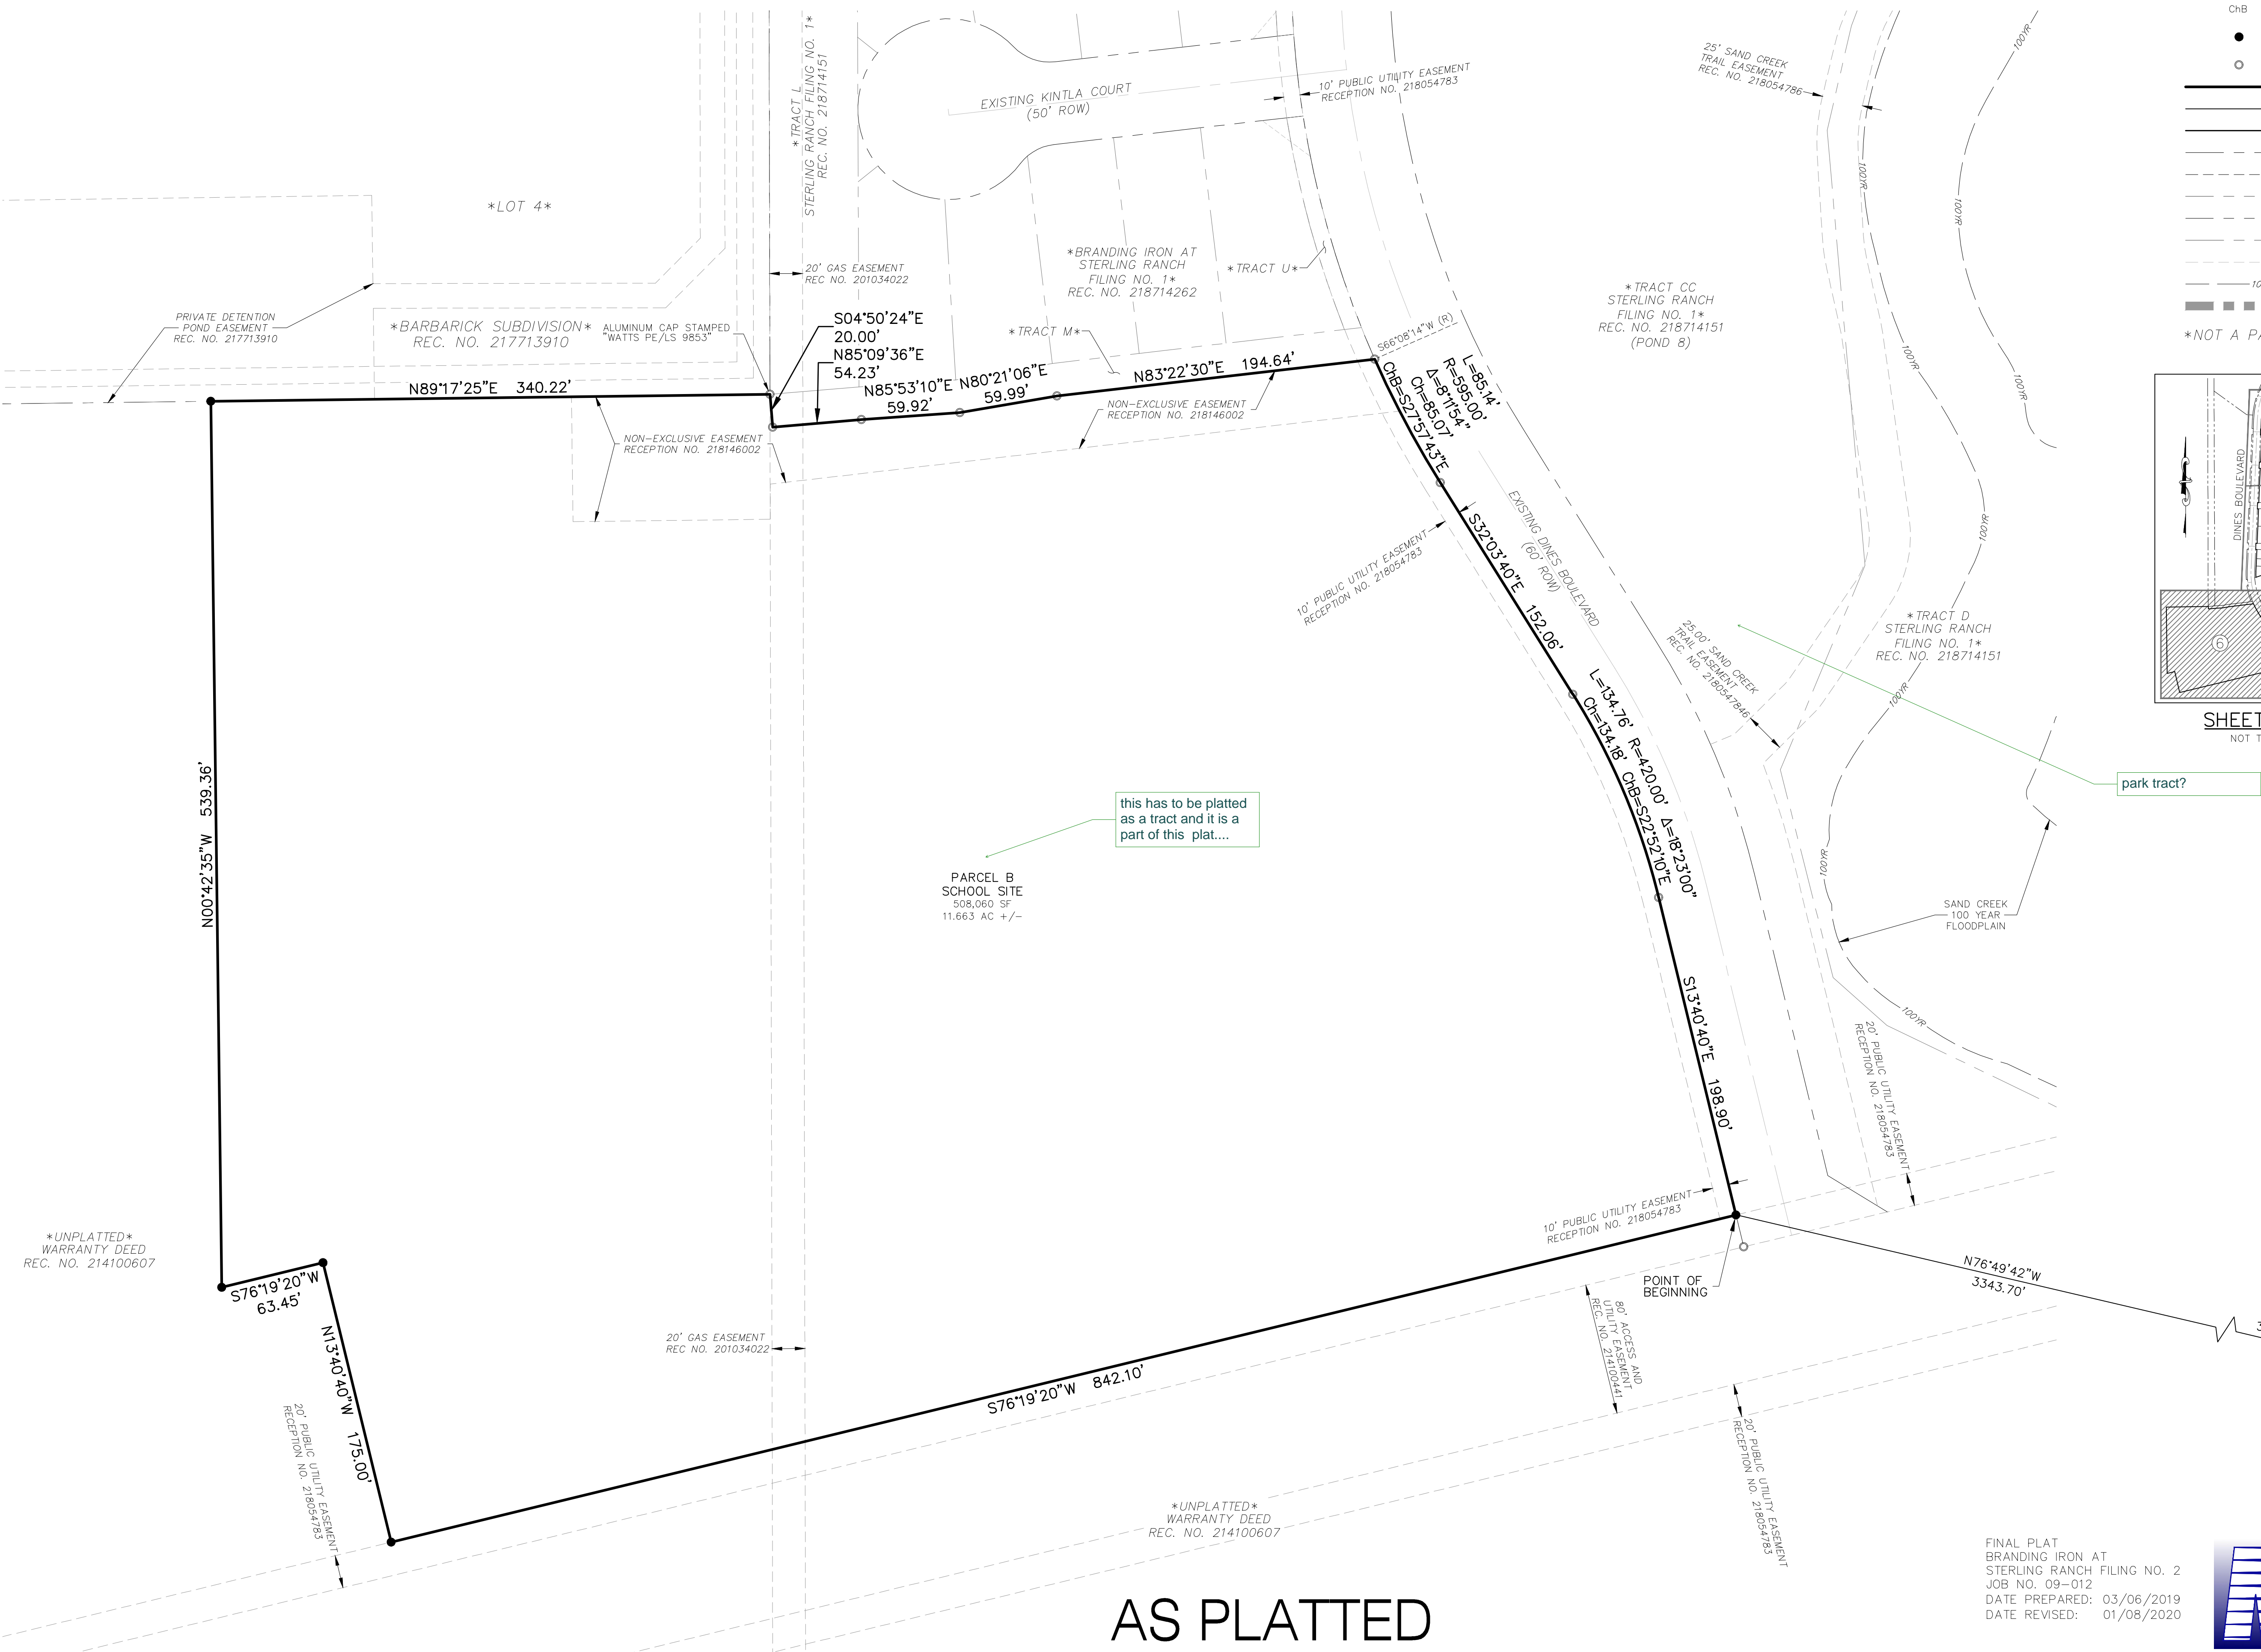 *TRACT L*
STERLING RANCH FILING NO. 1*
REC. NO. 218714151
EXISTING KINTLA COURT
(50' ROW)
10' PUBLIC UTILITY EASEMENT
RECEPTION NO. 218054783
25' SAND CREEK
TRAIL EASEMENT
REC. NO. 218054786
100YR
ChB
*LOT 4*
100YR
100YR
*BRANDING IRON AT
STERLING RANCH
FILING NO. 1*
REC. NO. 218714262
*TRACT U*
20' GAS EASEMENT
REC NO. 201034022
*TRACT CC
STERLING RANCH
FILING NO. 1*
REC. NO. 218714151
(POND 8)
PRIVATE DETENTION
POND EASEMENT
REC. NO. 217713910
*BARBARICK SUBDIVISION*
REC. NO. 217713910
ALUMINUM CAP STAMPED
"WATTS PE/LS 9853"
S04°50'24"E
20.00'
N85°09'36"E
54.23'
*TRACT M*
S66°08'14"W (R)
*NOT A PA
N89°17'25"E 340.22'
N85°53'10"E
59.92'
N80°21'06"E
59.99'
N83°22'30"E 194.64'
L=85.14'
R=595.00'
Δ=8°11'54"
Ch=85.07'
ChB=S27°57'43"E
100YR
100YR
NON-EXCLUSIVE EASEMENT
RECEPTION NO. 218146002
NON-EXCLUSIVE EASEMENT
RECEPTION NO. 218146002
DINES BOULEVARD
6
SHEET
NOT T
EXISTING DINES BOULEVARD
(60' ROW)
100YR
10' PUBLIC UTILITY EASEMENT
RECEPTION NO. 218054783
S32°03'40"E 152.06'
*TRACT D
STERLING RANCH
FILING NO. 1*
REC. NO. 218714151
25.00' SAND CREEK
TRAIL EASEMENT
REC. NO. 2180547846
100YR
L=134.76' R=420.00' Δ=18°23'00"
Ch=134.18' ChB=S22°52'10"E
park tract?
N00°42'35"W 539.36'
this has to be platted
as a tract and it is a
part of this plat....
PARCEL B
SCHOOL SITE
508,060 SF
11.663 AC +/-
100YR
SAND CREEK
100 YEAR
FLOODPLAIN
S13°40'40"E 198.90'
100YR
20' PUBLIC UTILITY EASEMENT
RECEPTION NO. 218054783
10' PUBLIC UTILITY EASEMENT
RECEPTION NO. 218054783
*UNPLATTED*
WARRANTY DEED
REC. NO. 214100607
S76°19'20"W
63.45'
POINT OF
BEGINNING
N76°49'42"W
3343.70'
3
N13°40'40"W 175.00'
20' GAS EASEMENT
REC NO. 201034022
80' ACCESS AND
UTILITY EASEMENT
REC. NO. 214100441
S76°19'20"W 842.10'
20' PUBLIC UTILITY EASEMENT
RECEPTION NO. 218054783
20' PUBLIC UTILITY EASEMENT
RECEPTION NO. 218054783
*UNPLATTED*
WARRANTY DEED
REC. NO. 214100607
AS PLATTED
FINAL PLAT
BRANDING IRON AT
STERLING RANCH FILING NO. 2
JOB NO. 09-012
DATE PREPARED: 03/06/2019
DATE REVISED: 01/08/2020